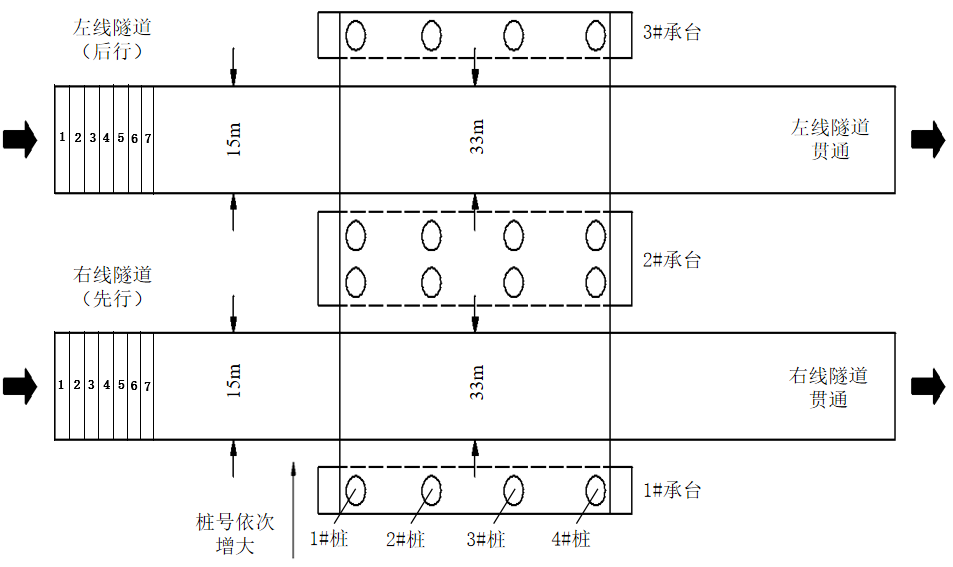 左线隧道
（后行）
3#承台
1 2 3 4 5 6 7
15m
33m
左线隧道
贯通
右线隧道
（先行）
2#承台
1 2 3 4 5 6 7
15m
33m
右线隧道
贯通
1#承台
桩号依次
增大
1#桩
2#桩
3#桩
4#桩